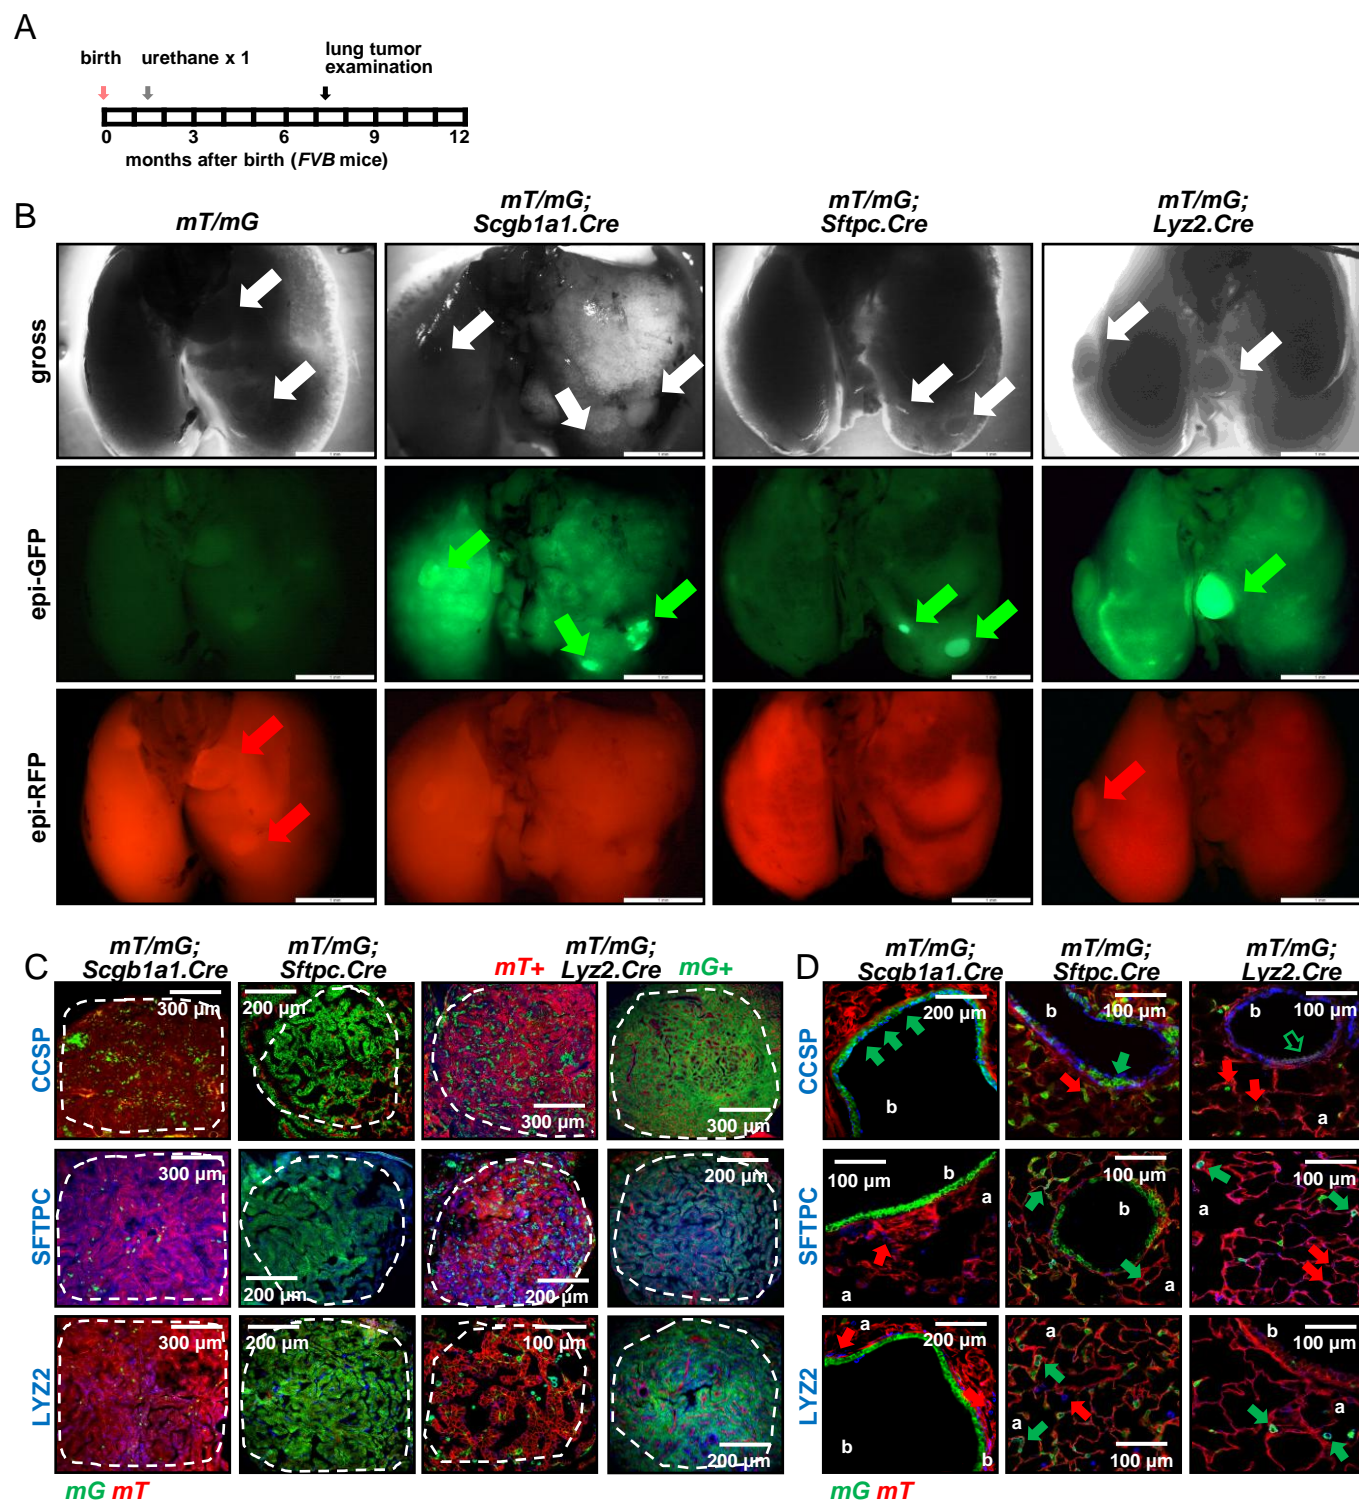 A
birth
urethane x 1
lung tumor
examination
0
3
6
9
12
months after birth (FVB mice)
B
mT/mG
mT/mG;
Scgb1a1.Cre
mT/mG;
Sftpc.Cre
mT/mG;
Lyz2.Cre
gross
epi-GFP
epi-RFP
C
mT/mG;
Scgb1a1.Cre
mT/mG;
Sftpc.Cre
mT+
mT/mG;
Lyz2.Cre
mG+
CCSP
300 µm
200 µm
300 µm
300 µm
SFTPC
300 µm
200 µm
200 µm
200 µm
LYZ2
300 µm
200 µm
100 µm
200 µm
mG mT
D
mT/mG;
Scgb1a1.Cre
mT/mG;
Sftpc.Cre
mT/mG;
Lyz2.Cre
CCSP
200 µm
b
b
100 µm
b
100 µm
a
SFTPC
100 µm
b
a
a
100 µm
b
a
100 µm
a
a
LYZ2
a
200 µm
b
b
a
a
100 µm
b
100 µm
a
a
mG mT